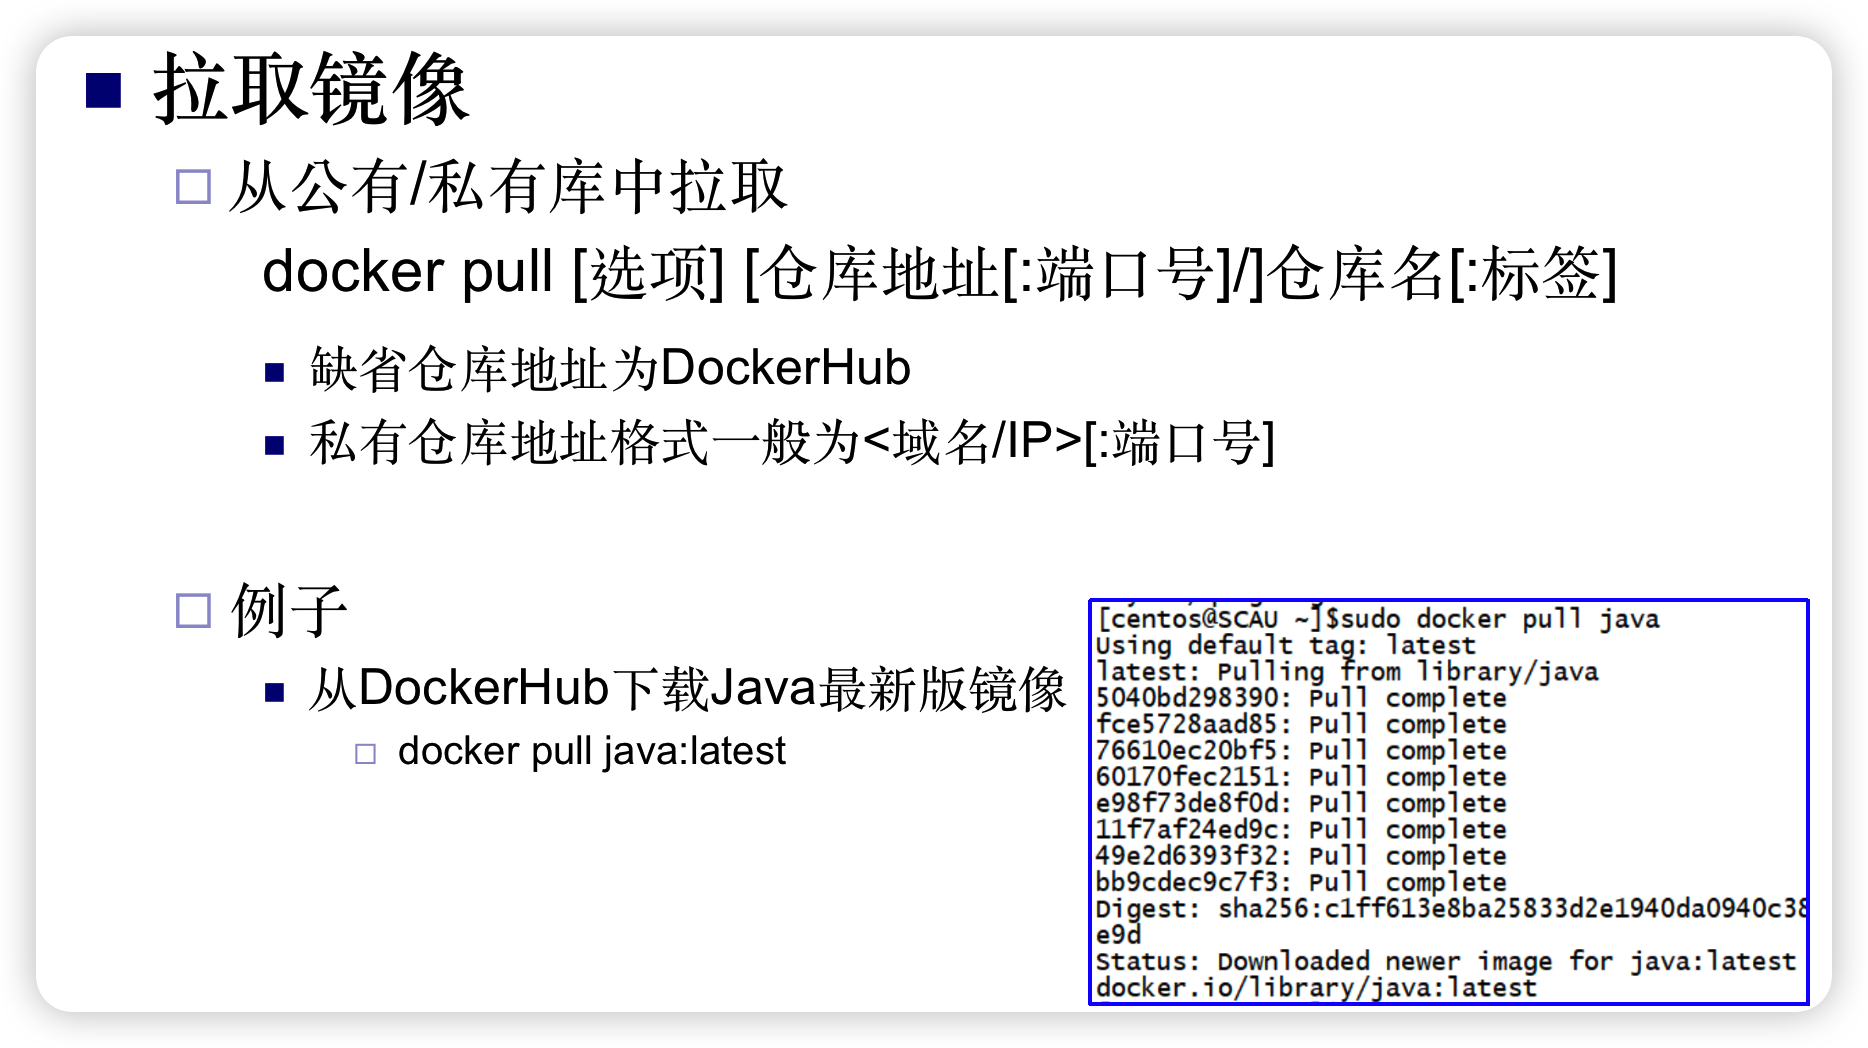 拉取镜像
从公有/私有库中拉取
docker pull [选项] [仓库地址[:端口号]/]仓库名[:标签]
缺省仓库地址为DockerHub
私有仓库地址格式一般为<域名/IP>[:端口号]
例子
从DockerHub下载Java最新版镜像
docker pull java:latest
[centos@SCAU ~]$sudo docker pull java
Using default tag: latest
latest: Pulling from library/java
5040bd298390: Pull complete
fce5728aad85: Pull complete
76610ec20bf5: Pull complete
60170fec2151: Pull complete
e98f73de8f0d: Pull complete
11f7af24ed9c: Pull complete
49e2d6393f32: Pull complete
bb9cdec9c7f3: Pull complete
Digest: sha256:c1ff613e8ba25833d2e1940da0940c38
e9d
Status: Downloaded newer image for java:latest
docker.io/library/java:latest